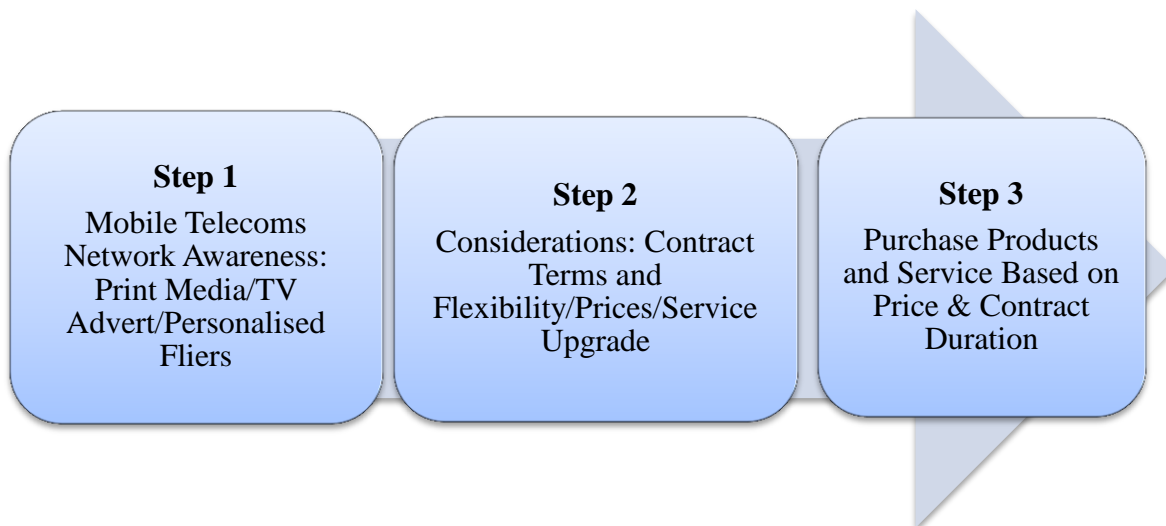 Step 1
Mobile Telecoms
Network Awareness:
Print Media/TV
Advert/Personalised
Fliers
Step 2
Considerations: Contract
Terms and
Flexibility/Prices/Service
Upgrade
Step 3
Purchase Products
and Service Based on
Price & Contract
Duration